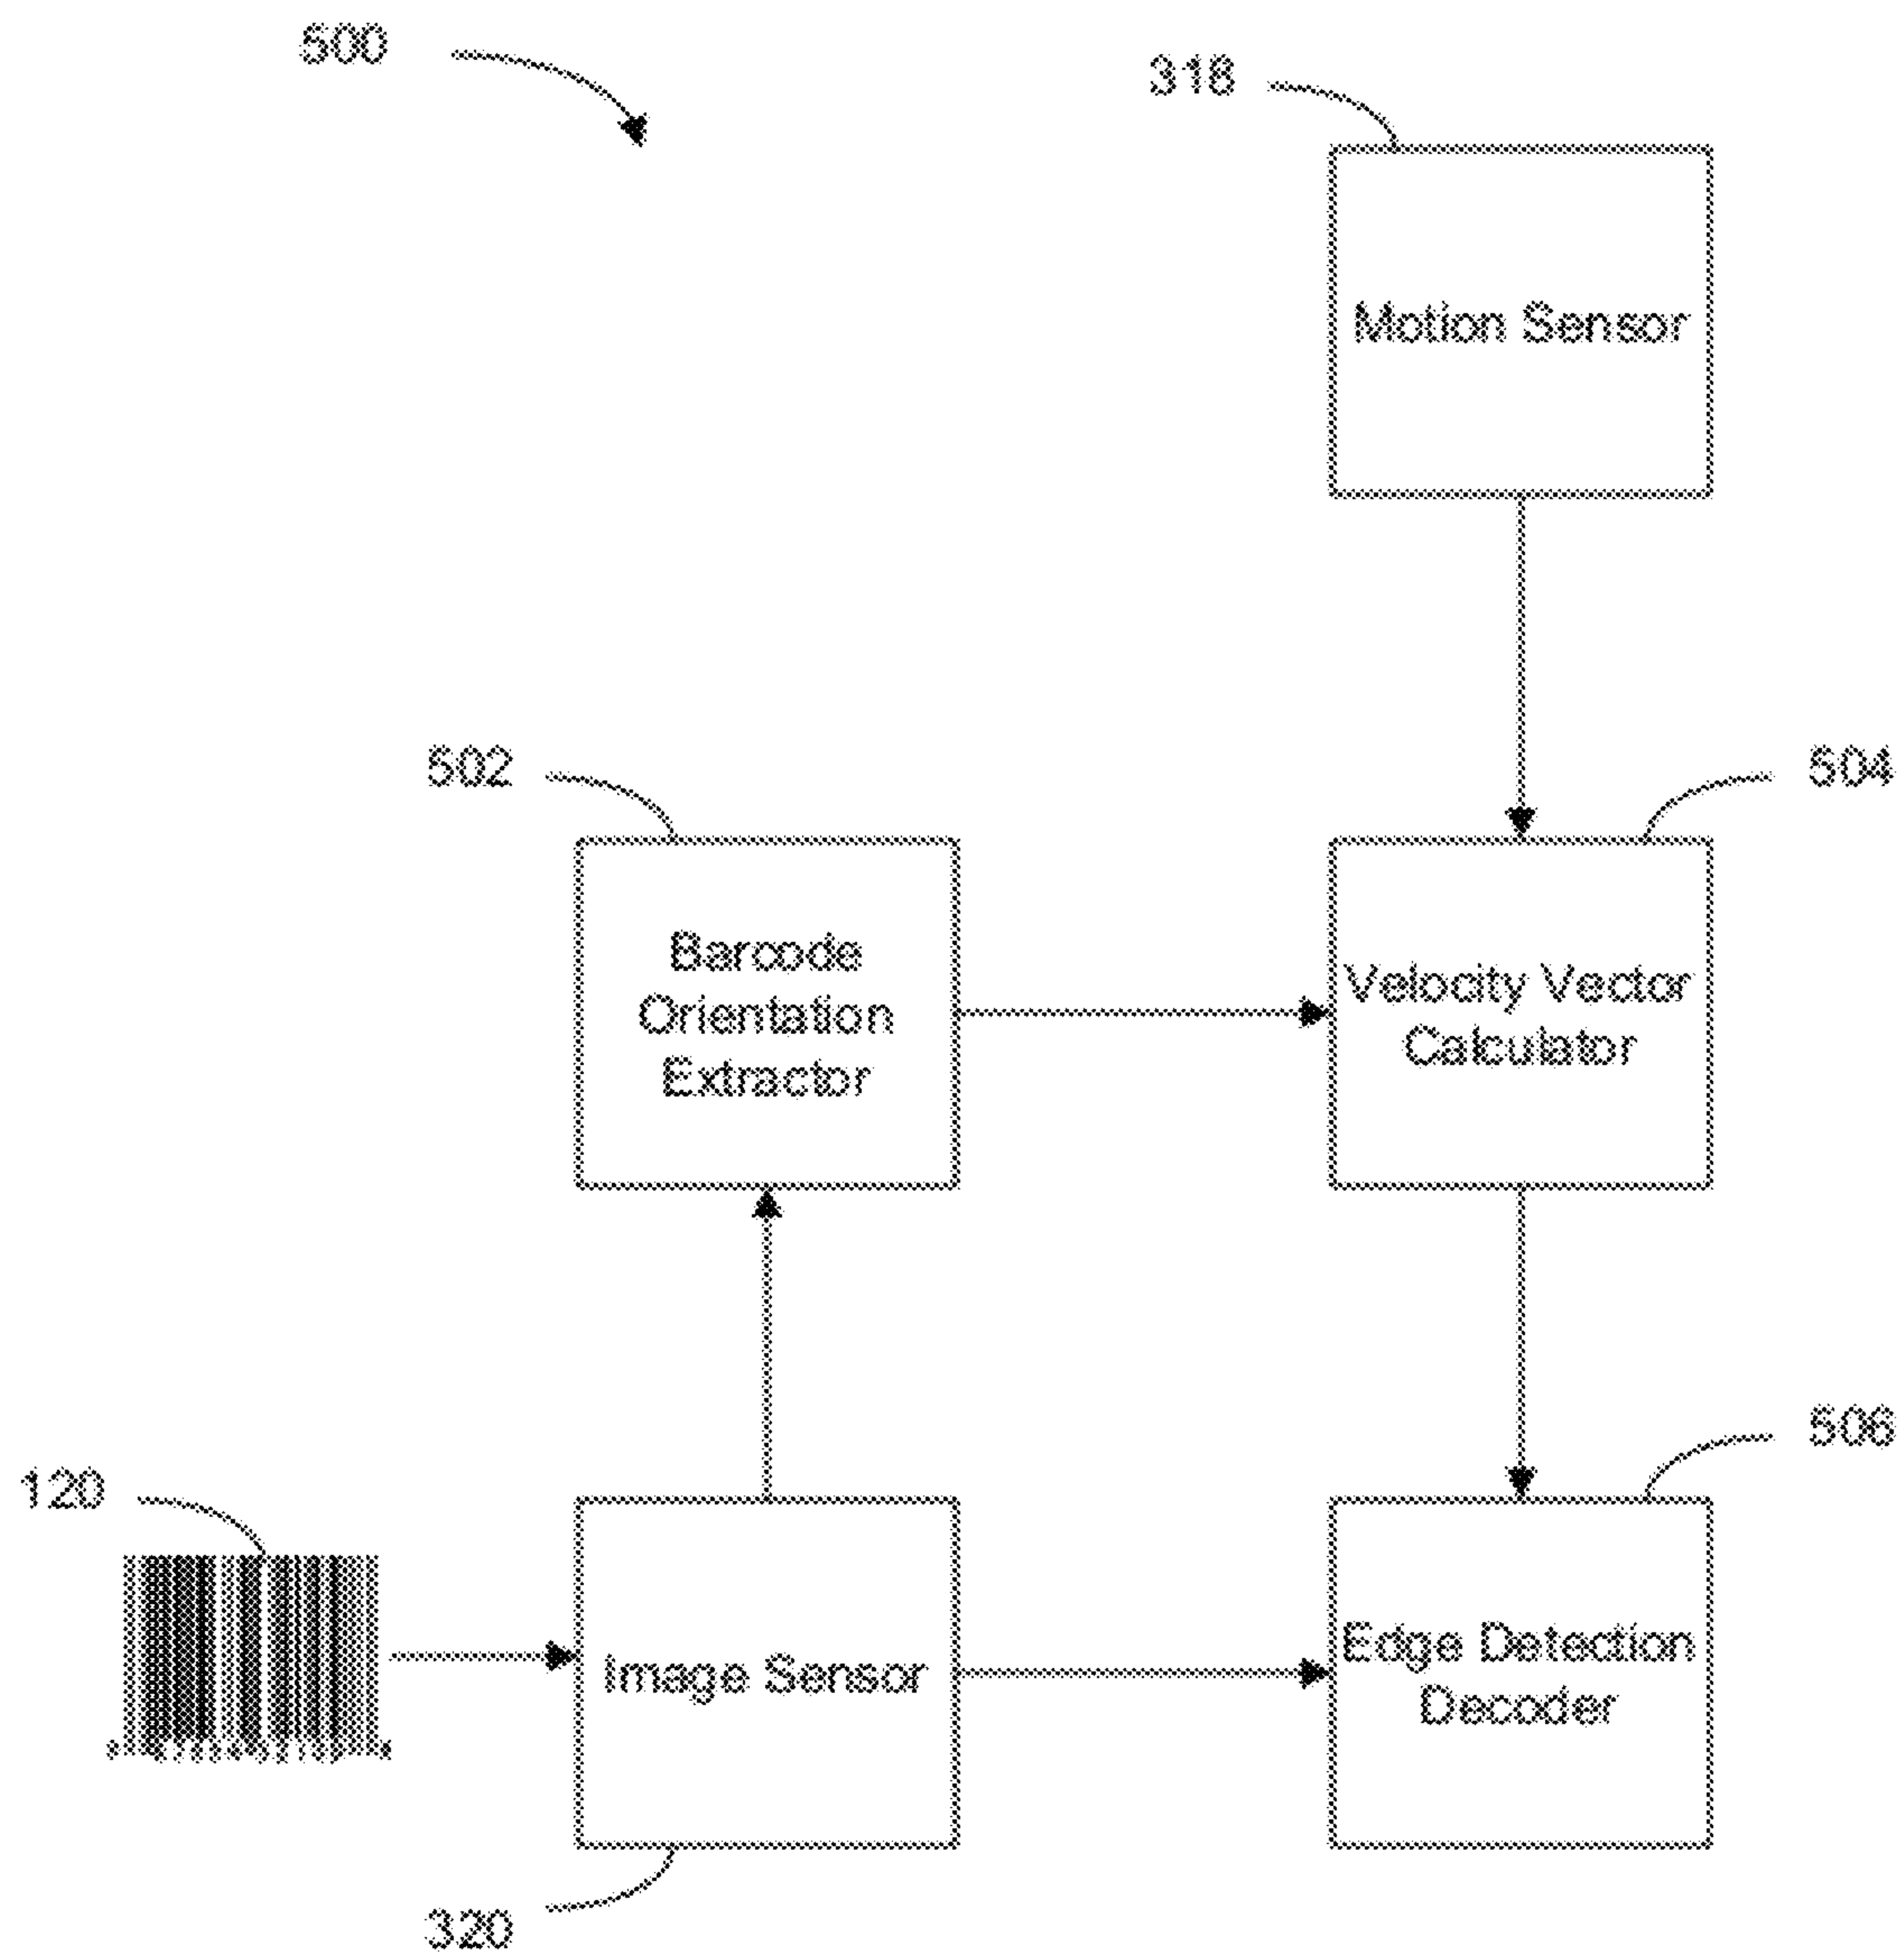 500
318
Motion Sensor
502
504
Barcode
Orientation
Extractor
Velocity Vector
Calculator
506
120
Image Sensor
Edge Detection
Decoder
320